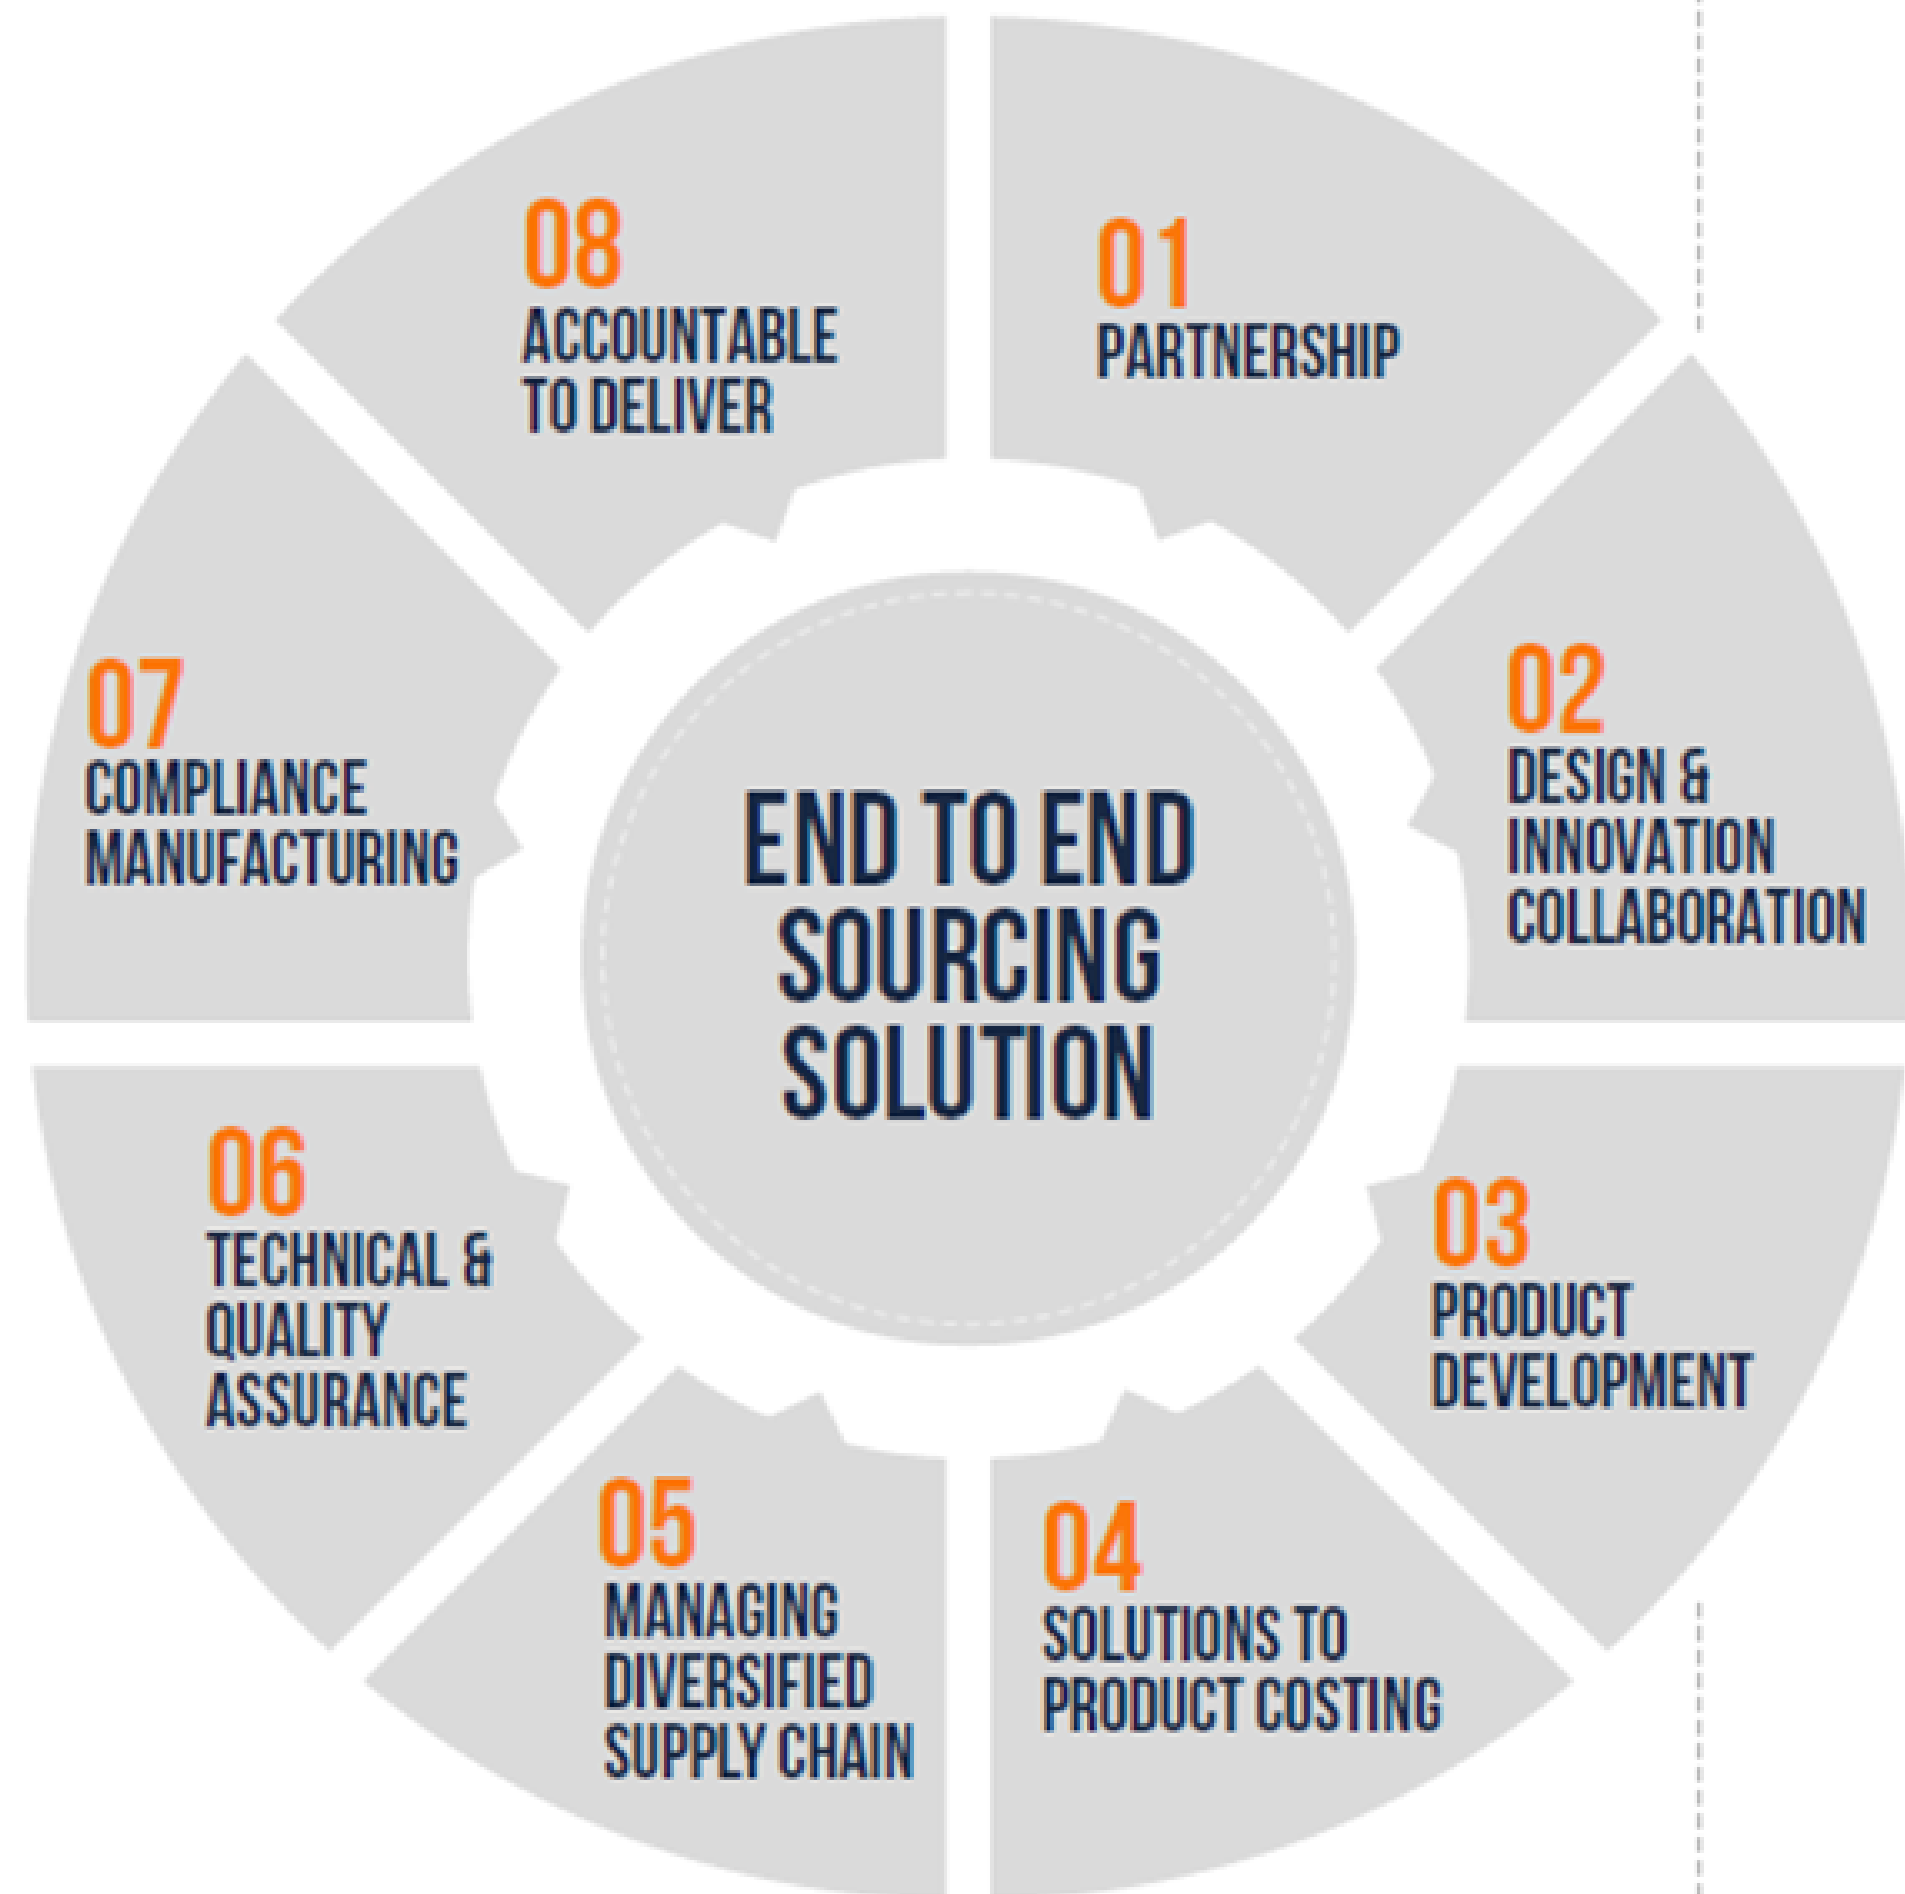 08
ACCOUNTABLE
TO DELIVER
01
PARTNERSHIP
02
DESIGN &
INNOVATION
COLLABORATION
07
COMPLIANCE
MANUFACTURING
END TO END
SOURCING
SOLUTION
06
TECHNICAL &
QUALITY
ASSURANCE
03
PRODUCT
DEVELOPMENT
05
MANAGING
DIVERSIFIED
SUPPLY CHAIN
04
SOLUTIONS TO
PRODUCT COSTING